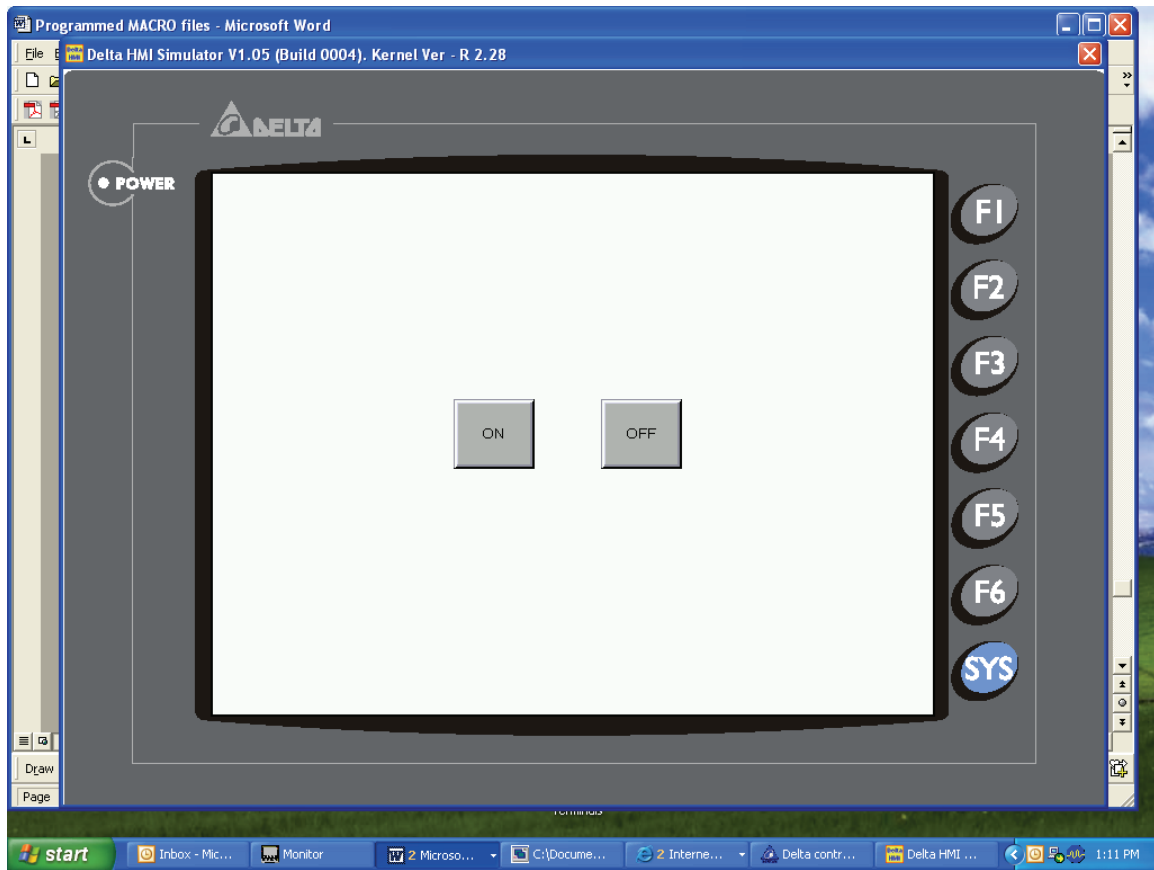 Programmed MACRO files - Microsoft Word
File
Delta HMI Simulator V1.05 (Build 0004). Kernel Ver - R 2.28
DELTA
POWER
F1
F2
F3
F4
F5
F6
SYS
ON
OFF
Draw
Page
Terminals
start
Inbox - Mic...
Monitor
2 Microso...
C:\Docume...
2 Interne...
Delta contr...
Delta HMI ...
1:11 PM